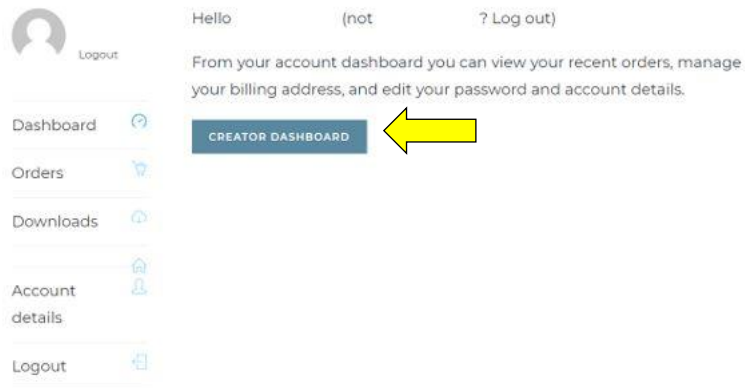 Logout
Dashboard
Orders
Downloads
Account
details
Logout
Hello (not ? Log out)
From your account dashboard you can view your recent orders, manage
your billing address, and edit your password and account details.
CREATOR DASHBOARD